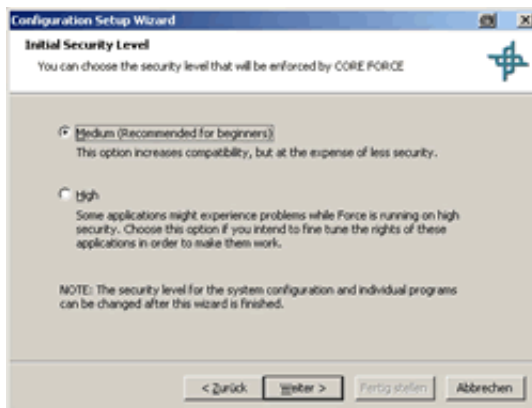 Configuration Setup Wizard
Initial Security Level
You can choose the security level that will be enforced by CORE FORCE
Medium (Recommended for beginners)
This option increases compatibility, but at the expense of less security.
High
Some applications might experience problems while Force is running on high
security. Choose this option if you intend to fine tune the rights of these
applications in order to make them work.
NOTE: The security level for the system configuration and individual programs
can be changed after this wizard is finished.
< Zurück
Weiter >
Fertig stellen
Abbrechen